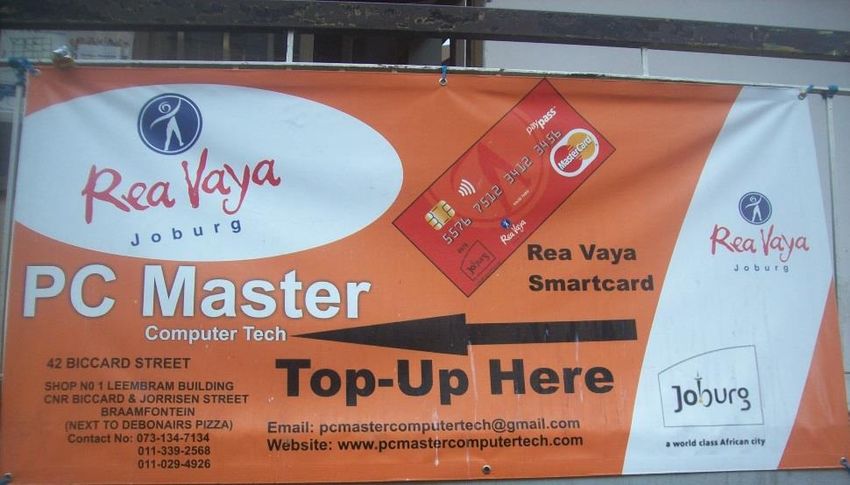 Rea Vaya
Joburg
PC Master
Computer Tech
42 BICCARD STREET
SHOP N0 1 LEEMBRAM BUILDING
CNR BICCARD & JORRISEN STREET
BRAAMFONTEIN
(NEXT TO DEBONAIRS PIZZA)
Contact No: 073-134-7134
011-339-2568
011-029-4926
paypass
MasterCard
5576 7512 3412 3456
Joburg
Rea Vaya
Rea Vaya
Smartcard
Top-Up Here
Email: pcmastercomputertech@gmail.com
Website: www.pcmastercomputertech.com
Rea Vaya
Joburg
Joburg
a world class African city